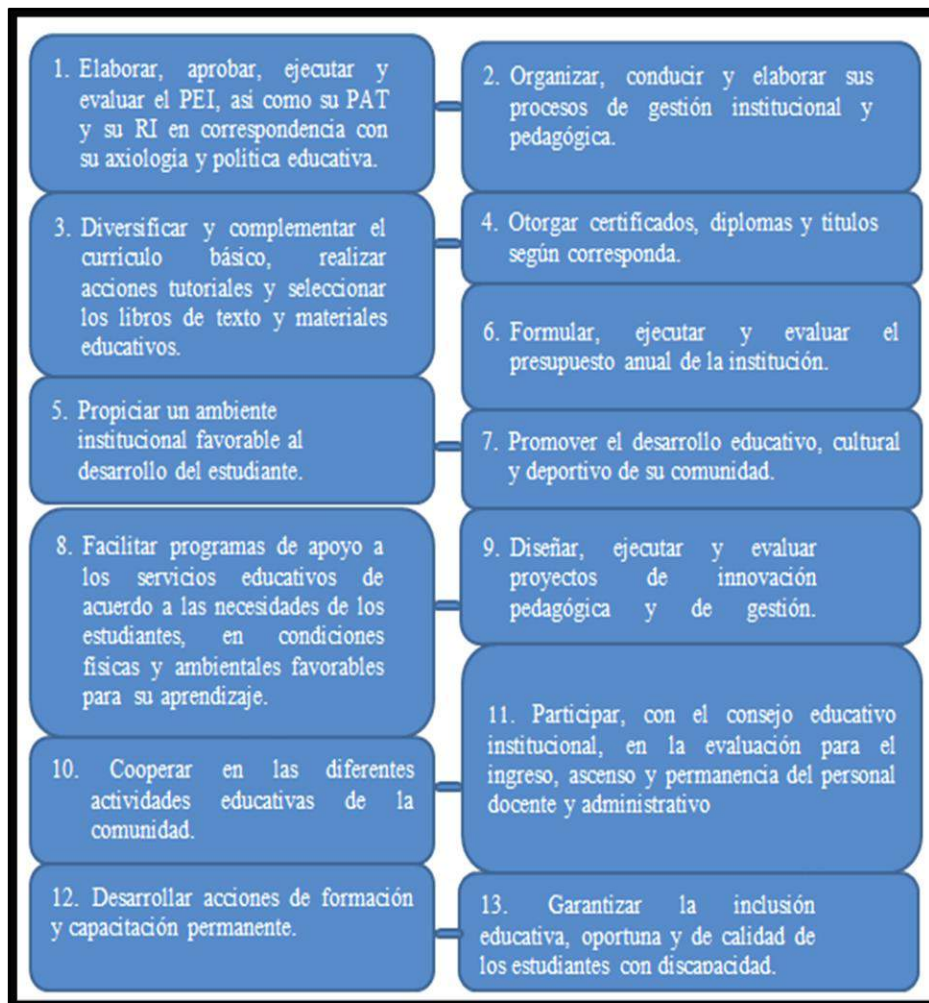 1. Elaborar, aprobar, ejecutar y
evaluar el PEI, así como su PAT
y su RI en correspondencia con
su axiología y política educativa.
2. Organizar, conducir y elaborar sus
procesos de gestión institucional y
pedagógica.
3. Diversificar y complementar el
currículo básico, realizar
acciones tutoriales y seleccionar
los libros de texto y materiales
educativos.
4. Otorgar certificados, diplomas y titulos
según corresponda.
5. Propiciar un ambiente
institucional favorable al
desarrollo del estudiante.
6. Formular, ejecutar y evaluar el
presupuesto anual de la institución.
7. Promover el desarrollo educativo, cultural
y deportivo de su comunidad.
8. Facilitar programas de apoyo a
los servicios educativos de
acuerdo a las necesidades de los
estudiantes, en condiciones
físicas y ambientales favorables
para su aprendizaje.
9. Diseñar, ejecutar y evaluar
proyectos de innovación
pedagógica y de gestión.
10. Cooperar en las diferentes
actividades educativas de la
comunidad.
11. Participar, con el consejo educativo
institucional, en la evaluación para el
ingreso, ascenso y permanencia del personal
docente y administrativo
12. Desarrollar acciones de formación
y capacitación permanente.
13. Garantizar la inclusión
educativa, oportuna y de calidad de
los estudiantes con discapacidad.